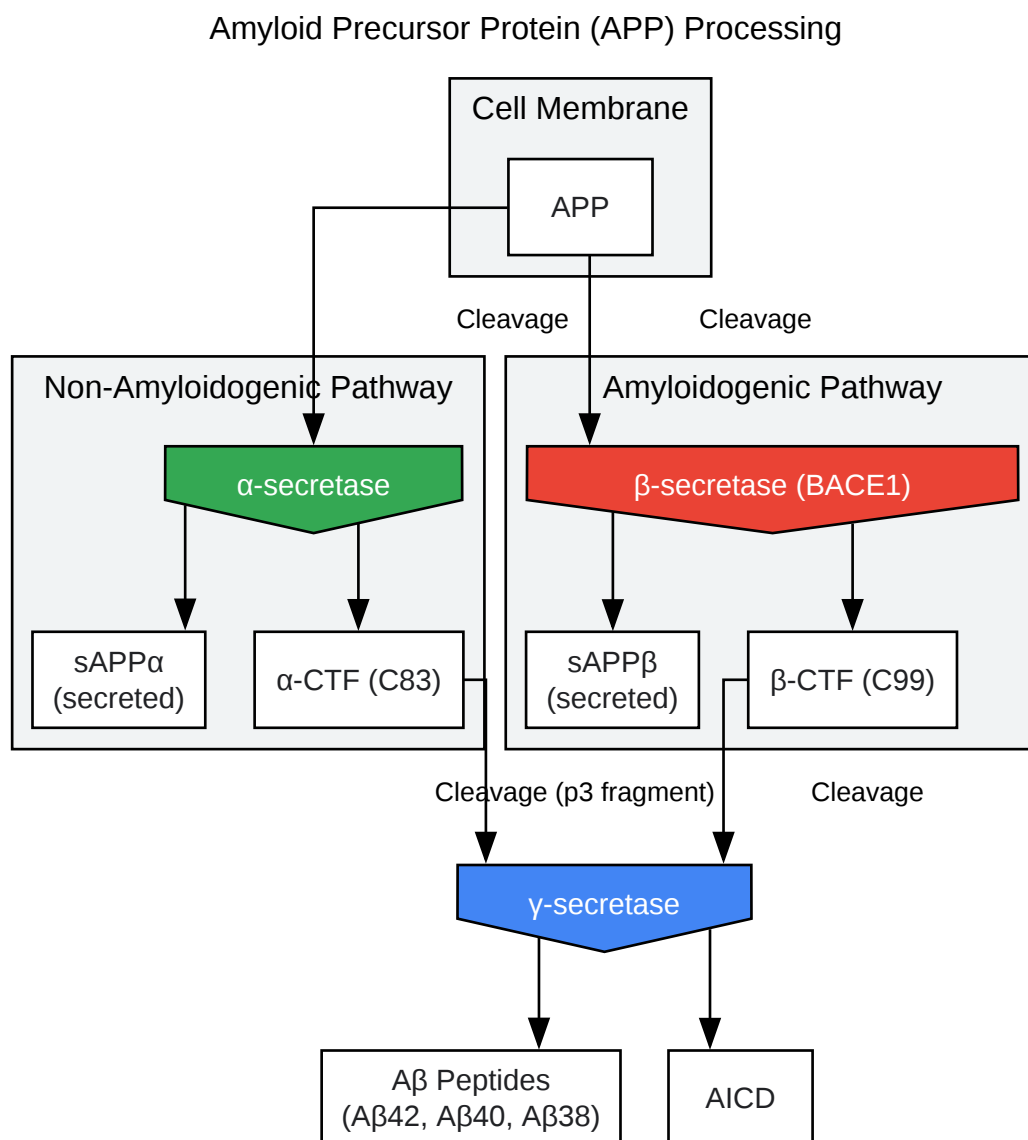 Amyloid Precursor Protein (APP) Processing
Cell Membrane
APP
Cleavage
Cleavage
Non-Amyloidogenic Pathway
Amyloidogenic Pathway
α-secretase
β-secretase (BACE1)
sAPPα
(secreted)
α-CTF (C83)
sAPPβ
(secreted)
β-CTF (C99)
Cleavage (p3 fragment)
Cleavage
γ-secretase
Aβ Peptides
(Aβ42, Aβ40, Aβ38)
AICD